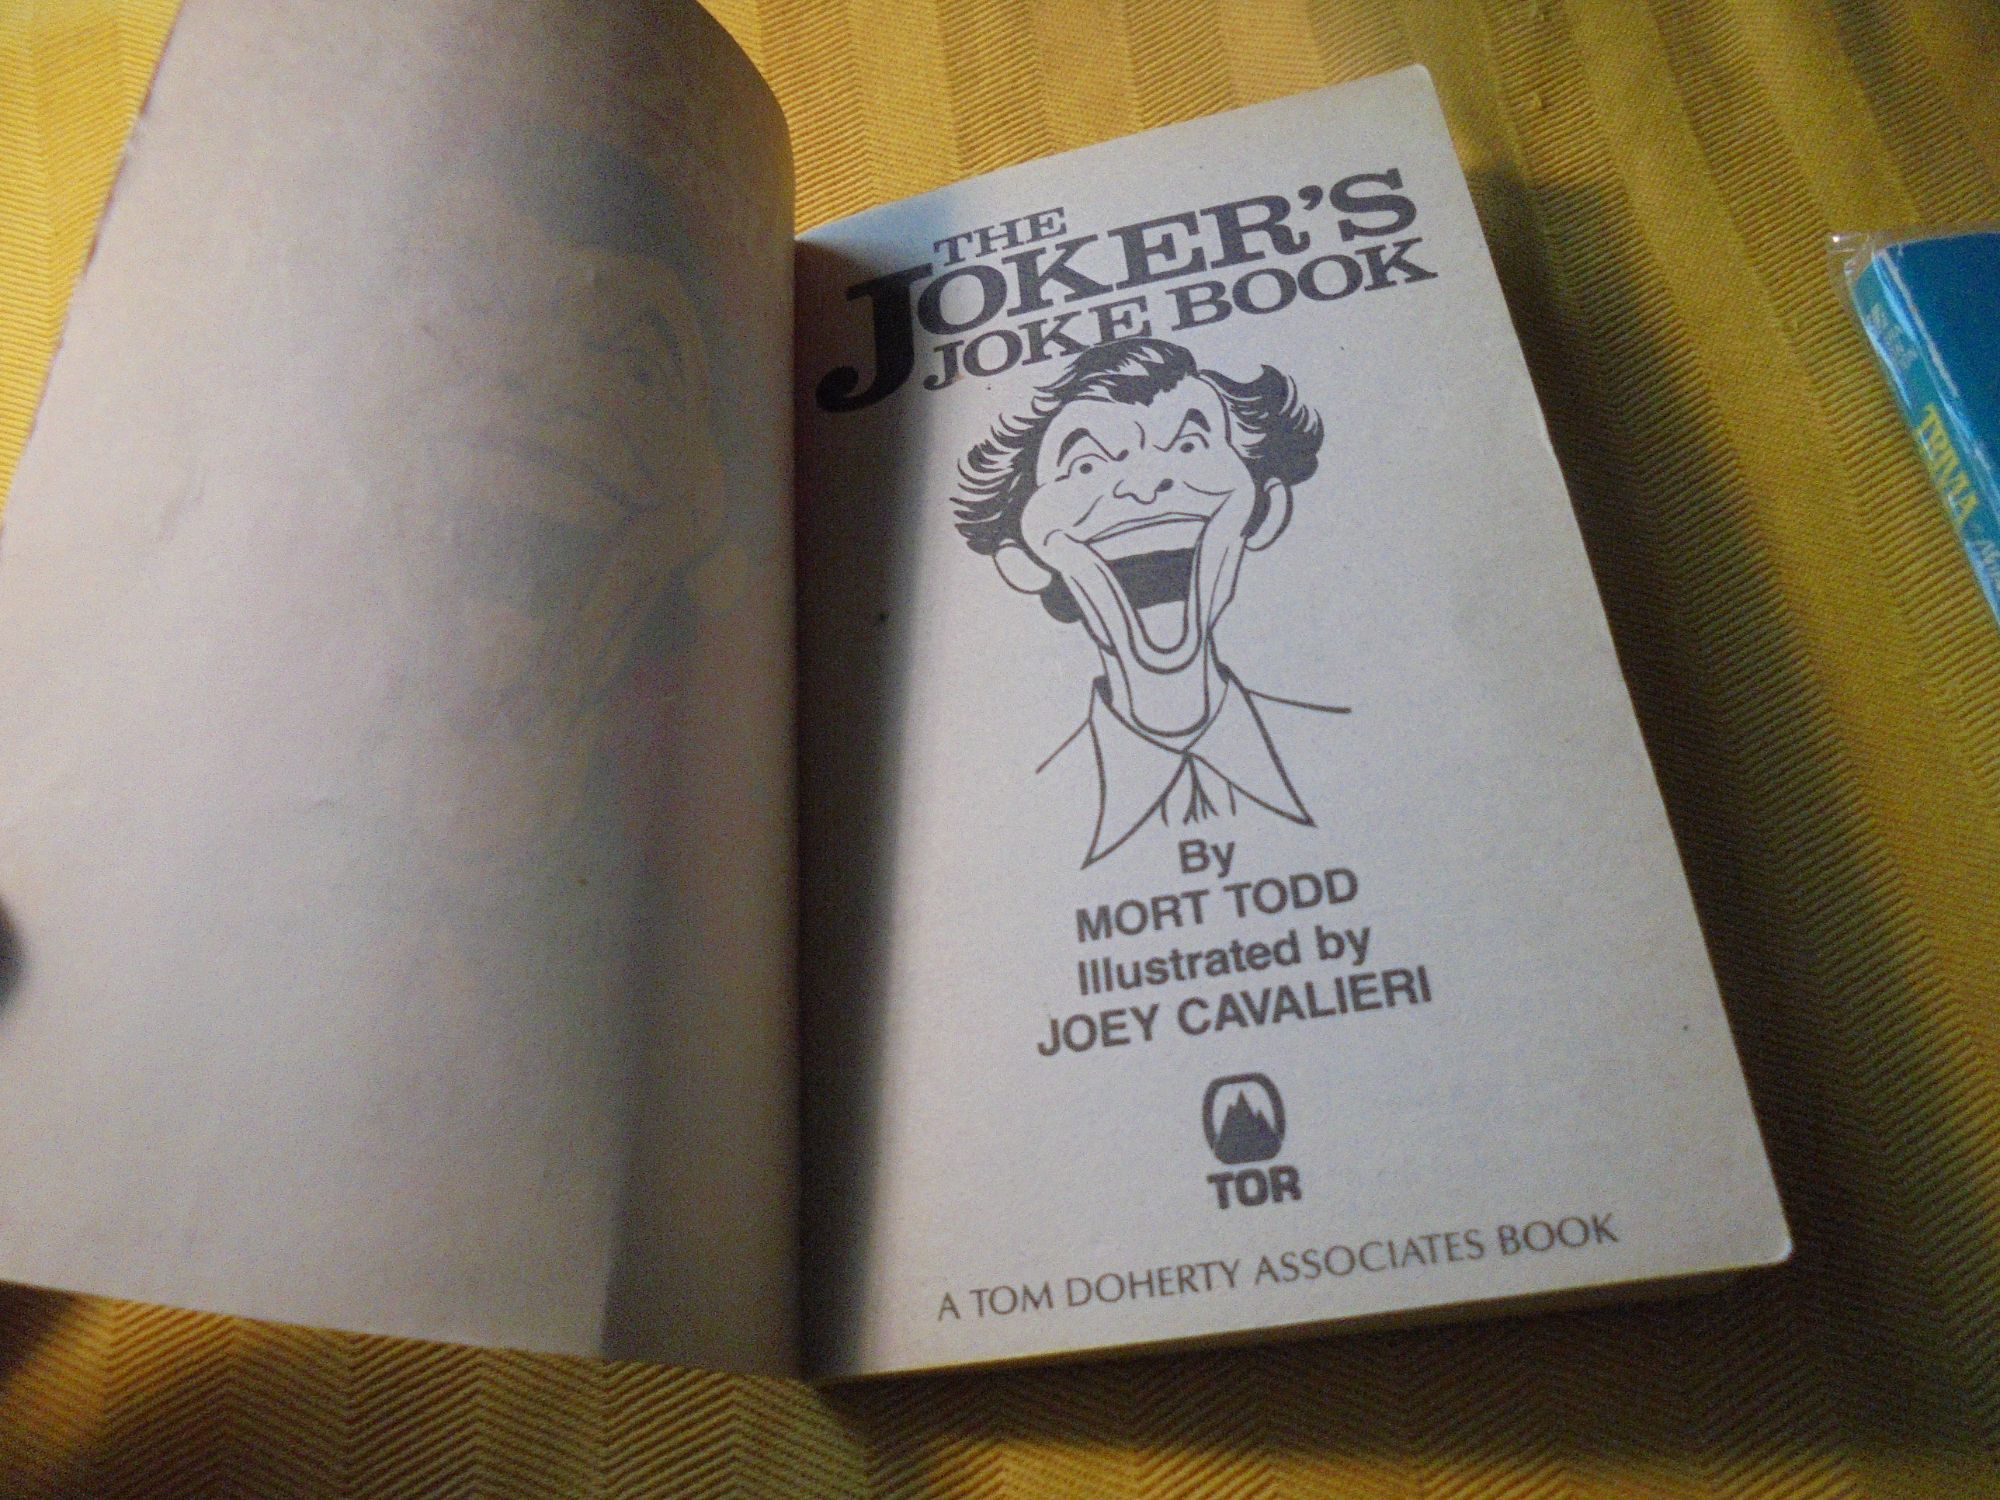 THE
JOKER'S
JOKE BOOK
By
MORT TODD
Illustrated by
JOEY CAVALIERI
TOR
A TOM DOHERTY ASSOCIATES BOOK
TRIVIA